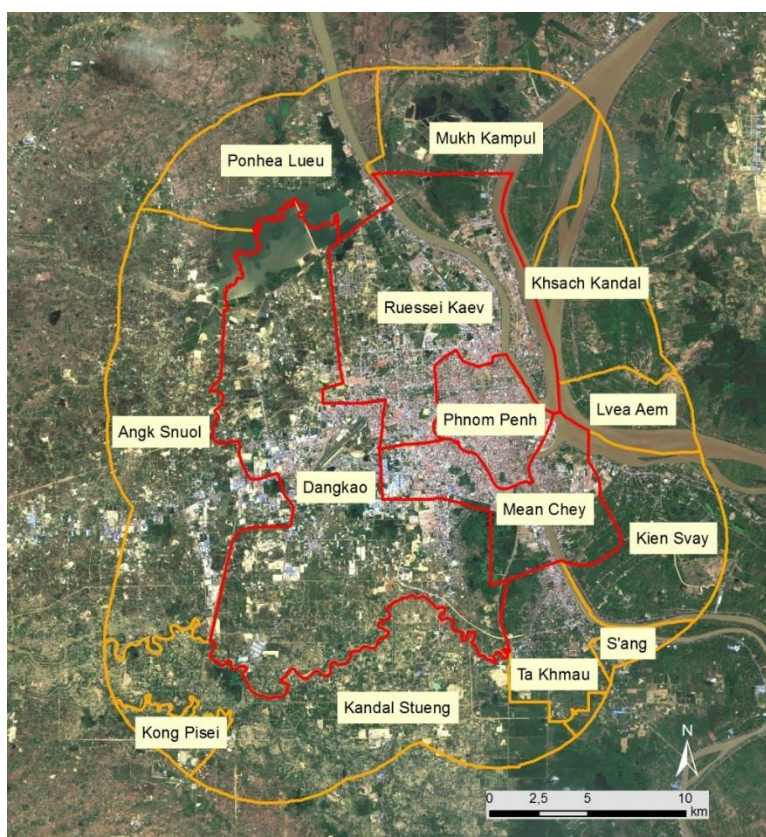 Mukh Kampul
Ponhea Lueu
Khsach Kandal
Ruessei Kaev
Lvea Aem
Phnom Penh
Angk Snuol
Dangkao
Mean Chey
Kien Svay
S'ang
Ta Khmau
Kandal Stueng
Kong Pisei
N
0 2,5 5 10
km